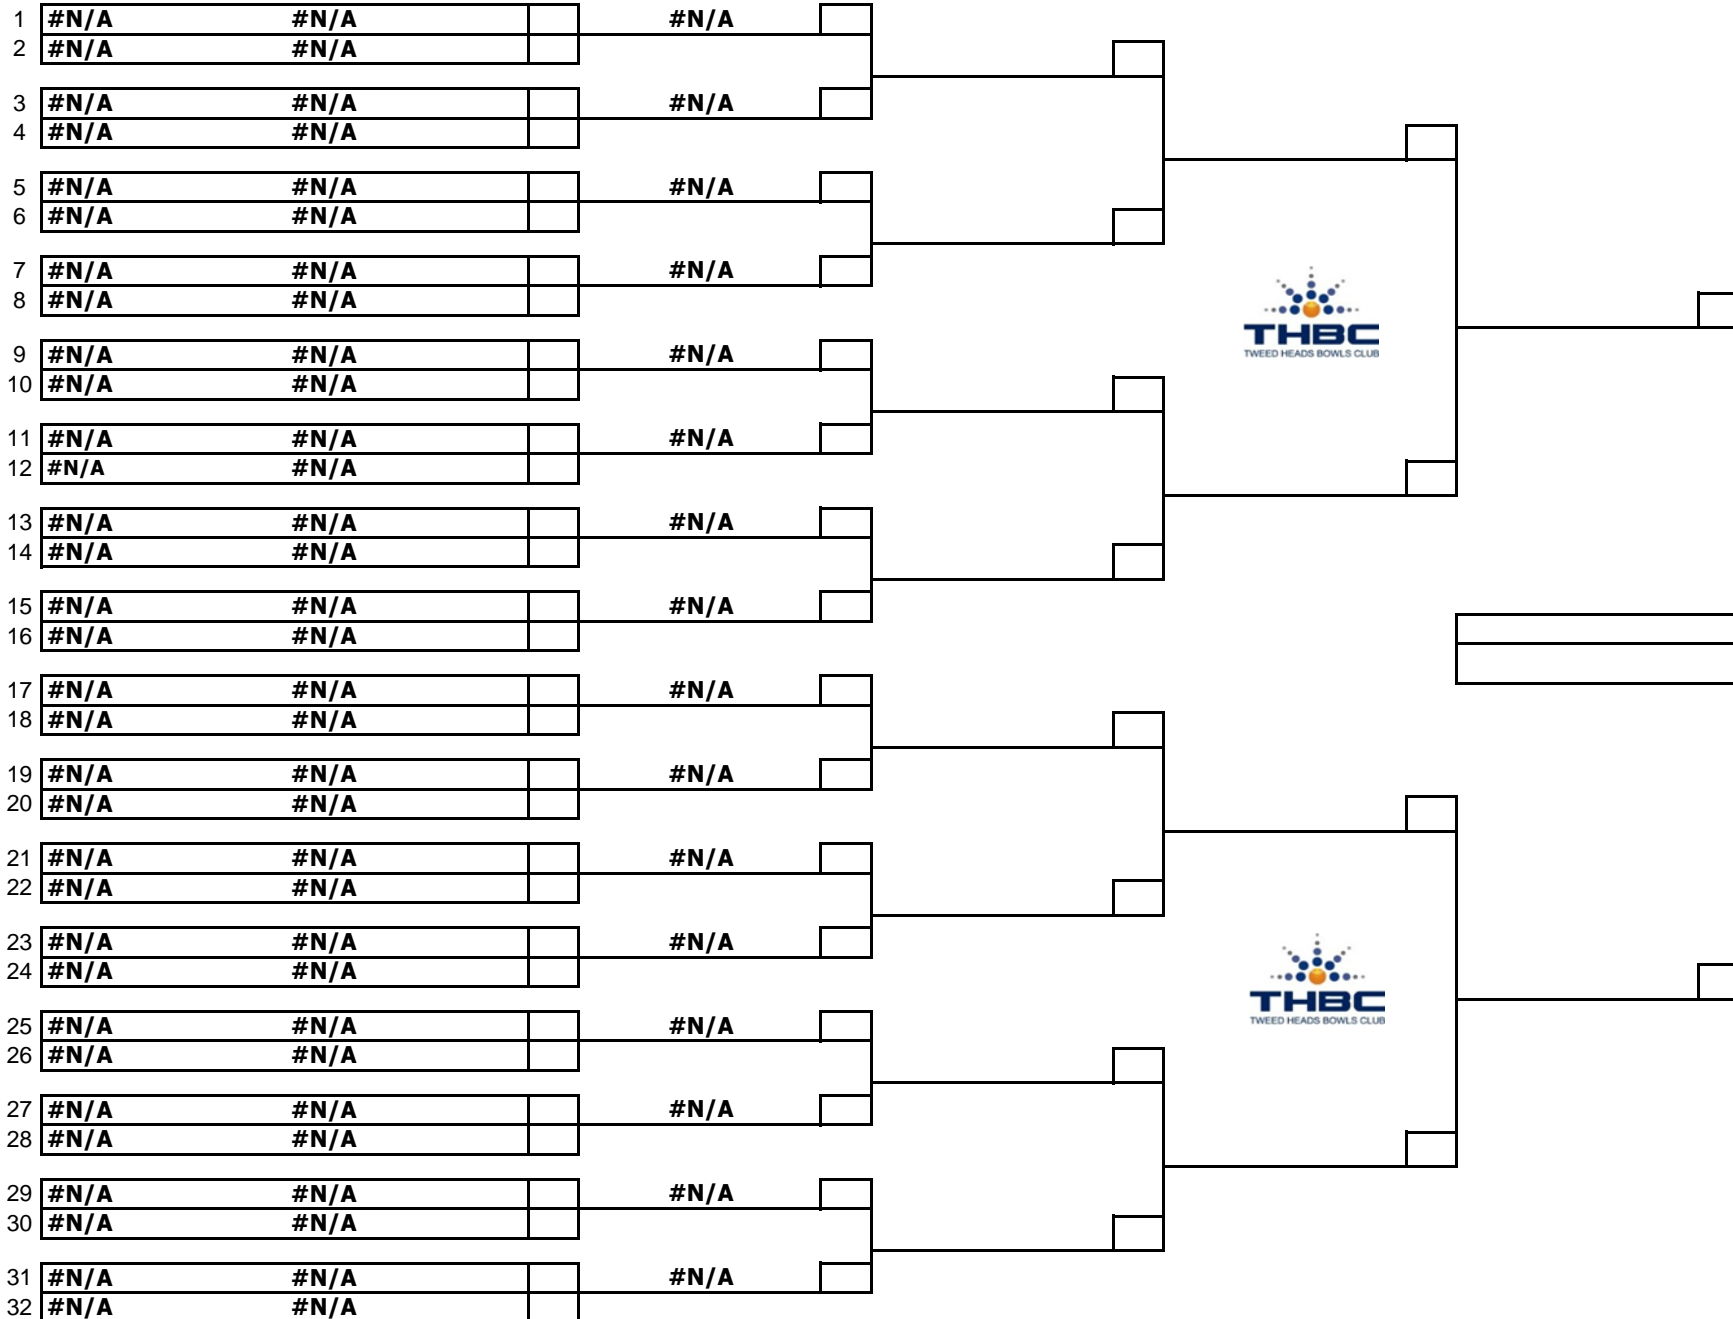 1 #N/A #N/A #N/A
2 #N/A #N/A
3 #N/A #N/A #N/A
4 #N/A #N/A
5 #N/A #N/A #N/A
6 #N/A #N/A
7 #N/A #N/A #N/A
8 #N/A #N/A
THBC
TWEED HEADS BOWLS CLUB
9 #N/A #N/A #N/A
10 #N/A #N/A
11 #N/A #N/A #N/A
12 #N/A #N/A
13 #N/A #N/A #N/A
14 #N/A #N/A
15 #N/A #N/A #N/A
16 #N/A #N/A
17 #N/A #N/A #N/A
18 #N/A #N/A
19 #N/A #N/A #N/A
20 #N/A #N/A
21 #N/A #N/A #N/A
22 #N/A #N/A
23 #N/A #N/A #N/A
24 #N/A #N/A
THBC
TWEED HEADS BOWLS CLUB
25 #N/A #N/A #N/A
26 #N/A #N/A
27 #N/A #N/A #N/A
28 #N/A #N/A
29 #N/A #N/A #N/A
30 #N/A #N/A
31 #N/A #N/A #N/A
32 #N/A #N/A